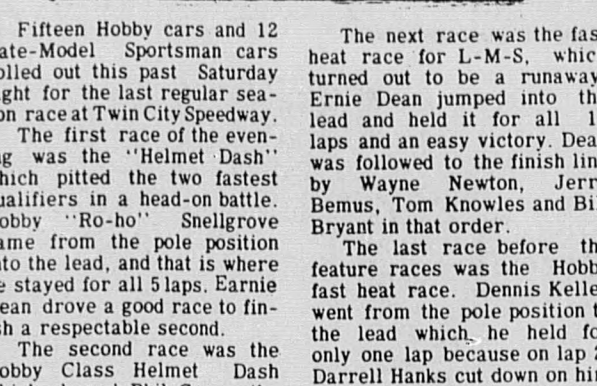 Fifteen Hobby cars and 12
ate-Model Sportsman cars
olled out this past Saturday
ght for the last regular sea-
on race at Twin City Speedway.
The first race of the even-
g was the "Helmet Dash"
hich pitted the two fastest
ualifiers in a head-on battle.
obby "Ro-ho" Snellgrove
ame from the pole position
to the lead, and that is where
e stayed for all 5 laps. Earnie
ean drove a good race to fin-
sh a respectable second.
The second race was the
obby Class Helmet Dash
The next race was the fas
heat race for L-M-S, whic
turned out to be a runaway
Ernie Dean jumped into th
lead and held it for all 1
laps and an easy victory. Dea
was followed to the finish lin
by Wayne Newton, Jerr
Bemus, Tom Knowles and Bil
Bryant in that order.
The last race before th
feature races was the Hobb
fast heat race. Dennis Kelle
went from the pole position t
the lead which he held fo
only one lap because on lap 2
Darrell Hanks cut down on him